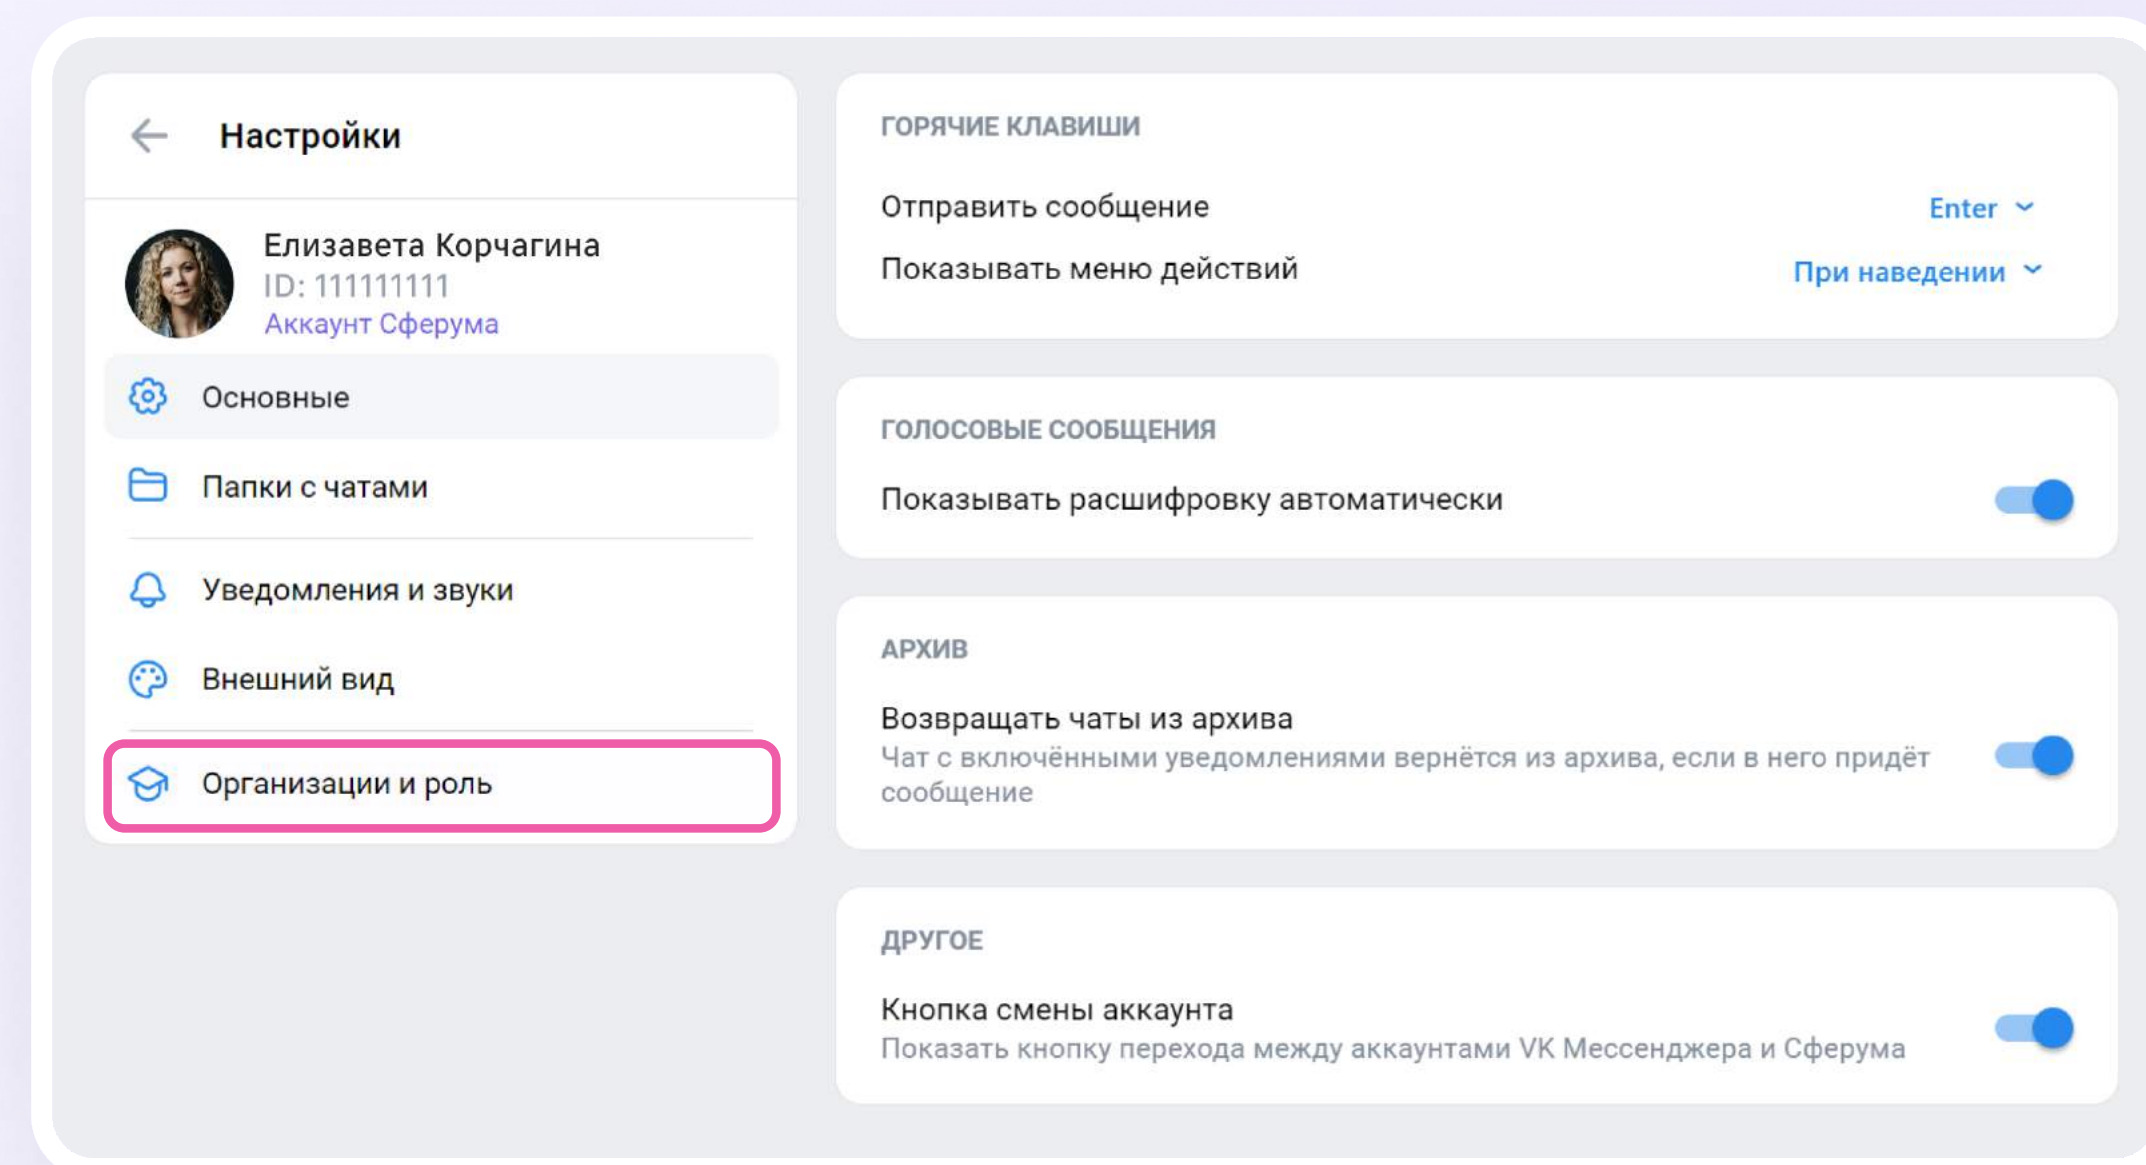 Настройки
Елизавета Корчагина
ID: 111111111
Аккаунт Сферума
Основные
Папки с чатами
Уведомления и звуки
Внешний вид
Организации и роль
ГОРЯЧИЕ КЛАВИШИ
Отправить сообщение Enter
Показывать меню действий При наведении
ГОЛОСОВЫЕ СООБЩЕНИЯ
Показывать расшифровку автоматически
АРХИВ
Возвращать чаты из архива
Чат с включёнными уведомлениями вернётся из архива, если в него придёт
сообщение
ДРУГОЕ
Кнопка смены аккаунта
Показать кнопку перехода между аккаунтами VK Мессенджера и Сферума